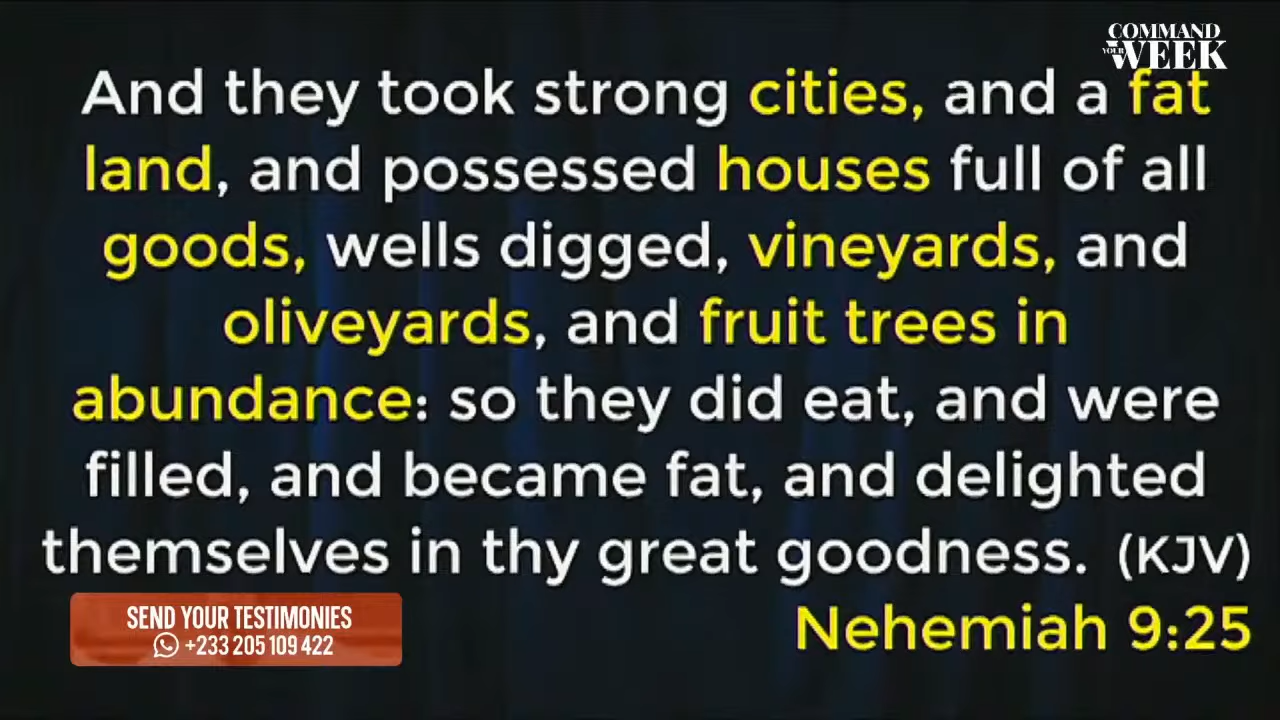 COMMAND
YOUR WEEK
And they took strong cities, and a fat
land, and possessed houses full of all
goods, wells digged, vineyards, and
oliveyards, and fruit trees in
abundance: so they did eat, and were
filled, and became fat, and delighted
themselves in thy great goodness. (KJV)
Nehemiah 9:25
SEND YOUR TESTIMONIES
+233 205 109 422